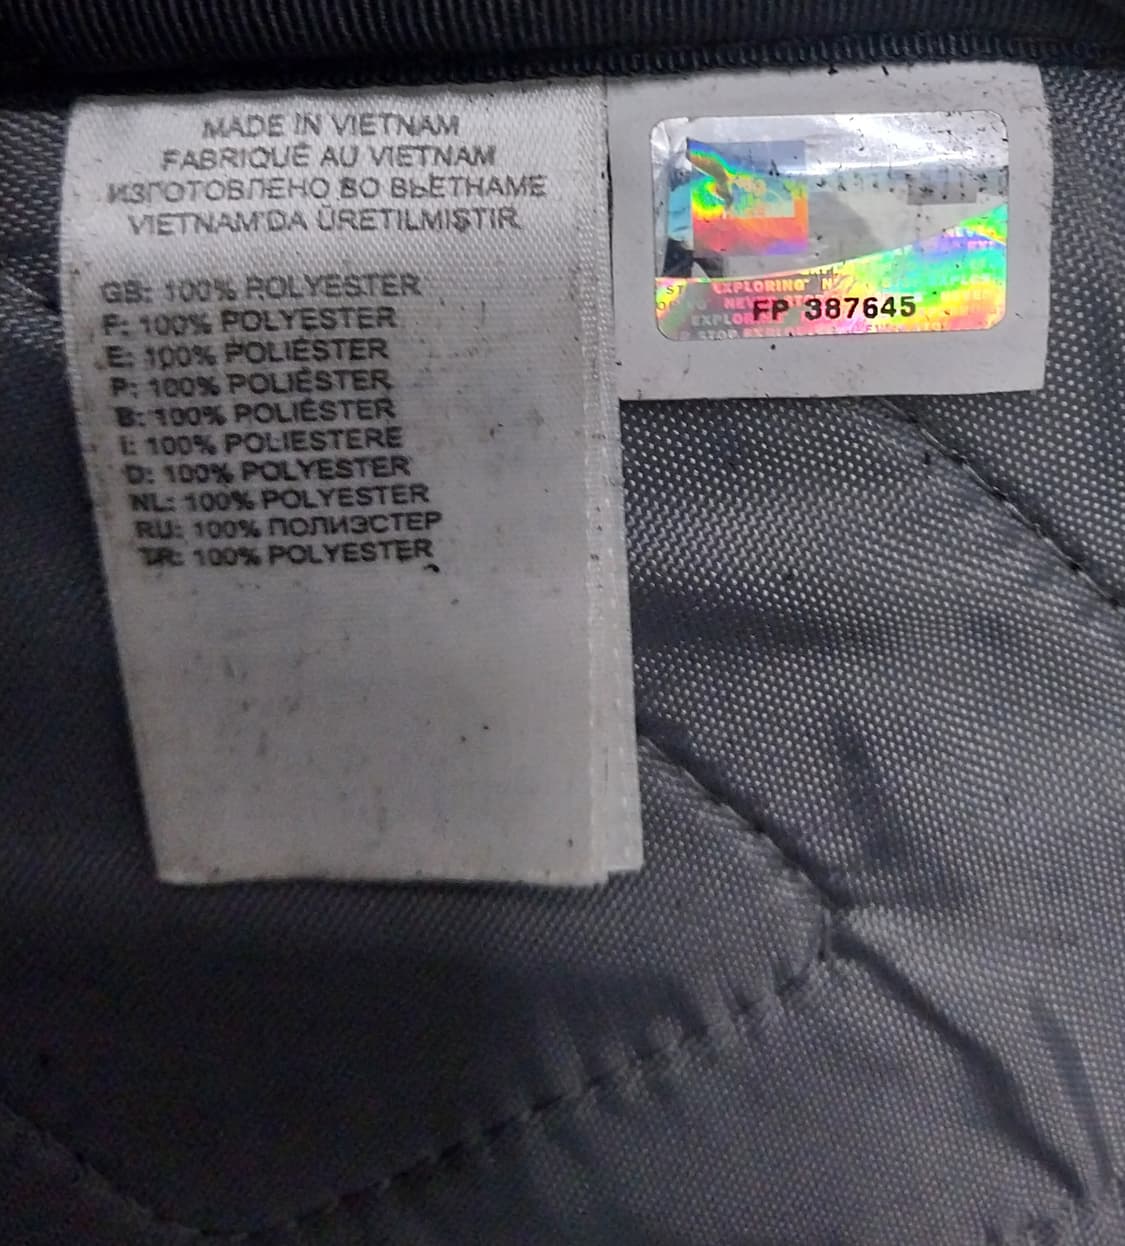 MADE IN VIETNAM
FABRIQUÉ AU VIETNAM
ИЗГОТОВЛЕНО ВО ВЬЕТНАМЕ
VIETNAM'DA ÜRETILMIŞTIR
GB: 100% POLYESTER
F: 100% POLYESTER
E: 100% POLIÉSTER
P: 100% POLIÉSTER
B: 100% POLIÉSTER
I: 100% POLIESTERE
D: 100% POLYESTER
NL: 100% POLYESTER
RU: 100% ПОЛИЭСТЕР
TR: 100% POLYESTER
EXPLORING
FP 387645